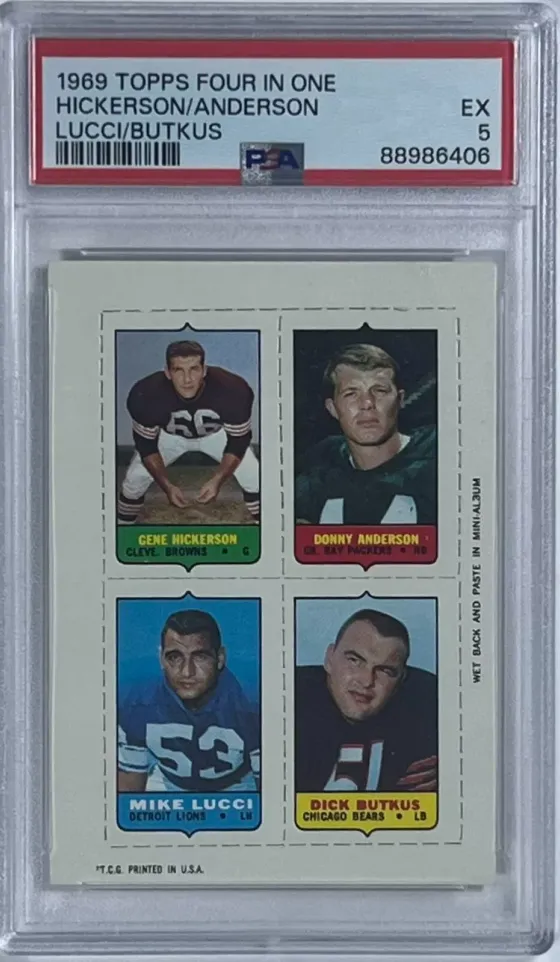 1969 TOPPS FOUR IN ONE
HICKERSON/ANDERSON EX
LUCCI/BUTKUS 5
PSA 88986406
66
GENE HICKERSON
CLEVE. BROWNS • G
44
DONNY ANDERSON
GR. BAY PACKERS • HB
53
MIKE LUCCI
DETROIT LIONS • LB
51
DICK BUTKUS
CHICAGO BEARS • LB
WET BACK AND PASTE IN MINI-ALBUM
*T.C.G. PRINTED IN U.S.A.